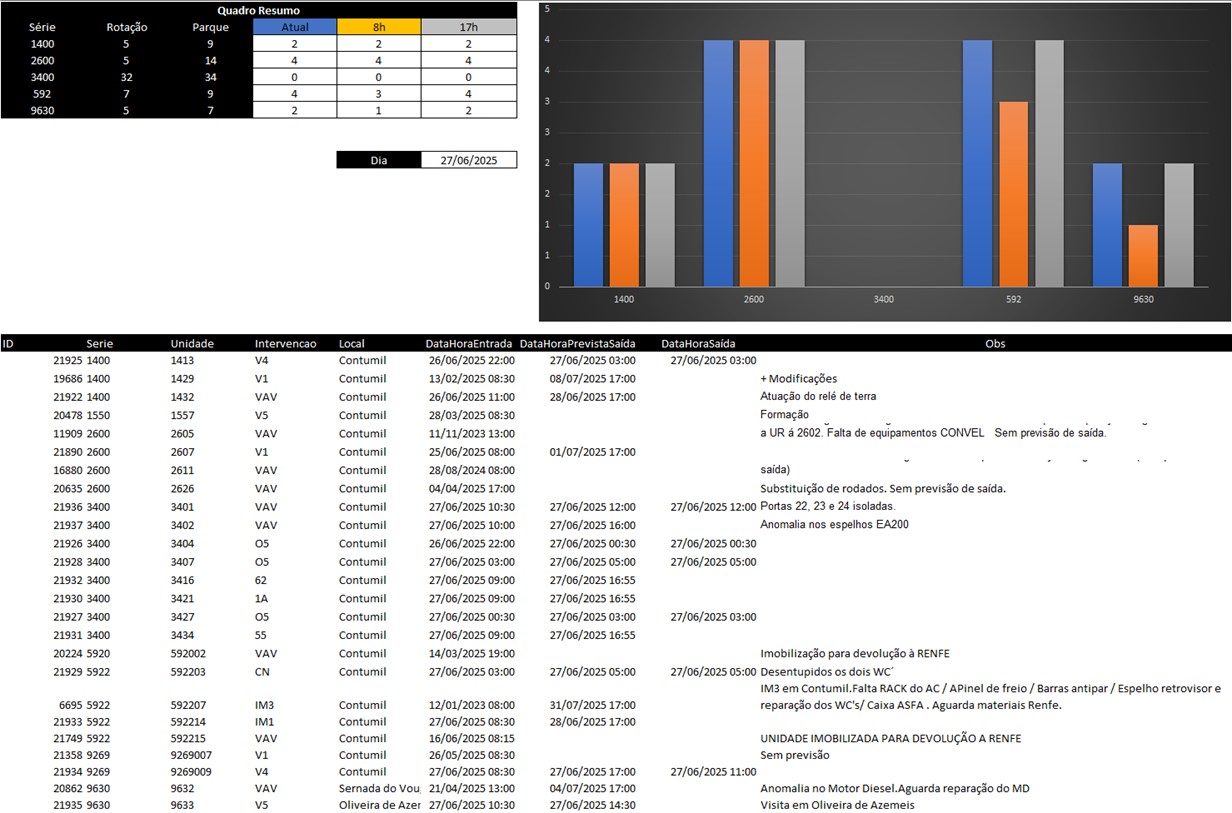 Quadro Resumo
Série Rotação Parque Atual 8h 17h
1400 5 9 2 2 2
2600 5 14 4 4 4
3400 32 34 0 0 0
592 7 9 4 3 4
9630 5 7 2 1 2
Dia 27/06/2025
5
4
4
3
3
2
2
1
1
0
1400 2600 3400 592 9630
ID Serie Unidade Intervencao Local DataHoraEntrada DataHoraPrevistaSaída DataHoraSaída Obs
21925 1400 1413 V4 Contumil 26/06/2025 22:00 27/06/2025 03:00 27/06/2025 03:00
19686 1400 1429 V1 Contumil 13/02/2025 08:30 08/07/2025 17:00 + Modificações
21922 1400 1432 VAV Contumil 26/06/2025 11:00 28/06/2025 17:00 Atuação do relé de terra
20478 1550 1557 V5 Contumil 28/03/2025 08:30 Formação
11909 2600 2605 VAV Contumil 11/11/2023 13:00 a UR á 2602. Falta de equipamentos CONVEL Sem previsão de saída.
21890 2600 2607 V1 Contumil 25/06/2025 08:00 01/07/2025 17:00
16880 2600 2611 VAV Contumil 28/08/2024 08:00 saída)
20635 2600 2626 VAV Contumil 04/04/2025 17:00 Substituição de rodados. Sem previsão de saída.
21936 3400 3401 VAV Contumil 27/06/2025 10:30 27/06/2025 12:00 27/06/2025 12:00 Portas 22, 23 e 24 isoladas.
21937 3400 3402 VAV Contumil 27/06/2025 10:00 27/06/2025 16:00 Anomalia nos espelhos EA200
21926 3400 3404 O5 Contumil 26/06/2025 22:00 27/06/2025 00:30 27/06/2025 00:30
21928 3400 3407 O5 Contumil 27/06/2025 03:00 27/06/2025 05:00 27/06/2025 05:00
21932 3400 3416 62 Contumil 27/06/2025 09:00 27/06/2025 16:55
21930 3400 3421 1A Contumil 27/06/2025 09:00 27/06/2025 16:55
21927 3400 3427 O5 Contumil 27/06/2025 00:30 27/06/2025 03:00 27/06/2025 03:00
21931 3400 3434 55 Contumil 27/06/2025 09:00 27/06/2025 16:55
20224 5920 592002 VAV Contumil 14/03/2025 19:00 Imobilização para devolução à RENFE
21929 5922 592203 CN Contumil 27/06/2025 03:00 27/06/2025 05:00 27/06/2025 05:00 Desentupidos os dois WC´
IM3 em Contumil.Falta RACK do AC / APinel de freio / Barras antipar / Espelho retrovisor e
6695 5922 592207 IM3 Contumil 12/01/2023 08:00 31/07/2025 17:00 reparação dos WC's/ Caixa ASFA . Aguarda materiais Renfe.
21933 5922 592214 IM1 Contumil 27/06/2025 08:30 28/06/2025 17:00
21749 5922 592215 VAV Contumil 16/06/2025 08:15 UNIDADE IMOBILIZADA PARA DEVOLUÇÃO A RENFE
21358 9269 9269007 V1 Contumil 26/05/2025 08:30 Sem previsão
21934 9269 9269009 V4 Contumil 27/06/2025 08:30 27/06/2025 17:00 27/06/2025 11:00
20862 9630 9632 VAV Sernada do Vou 21/04/2025 13:00 04/07/2025 17:00 Anomalia no Motor Diesel.Aguarda reparação do MD
21935 9630 9633 V5 Oliveira de Azer 27/06/2025 10:30 27/06/2025 14:30 Visita em Oliveira de Azemeis